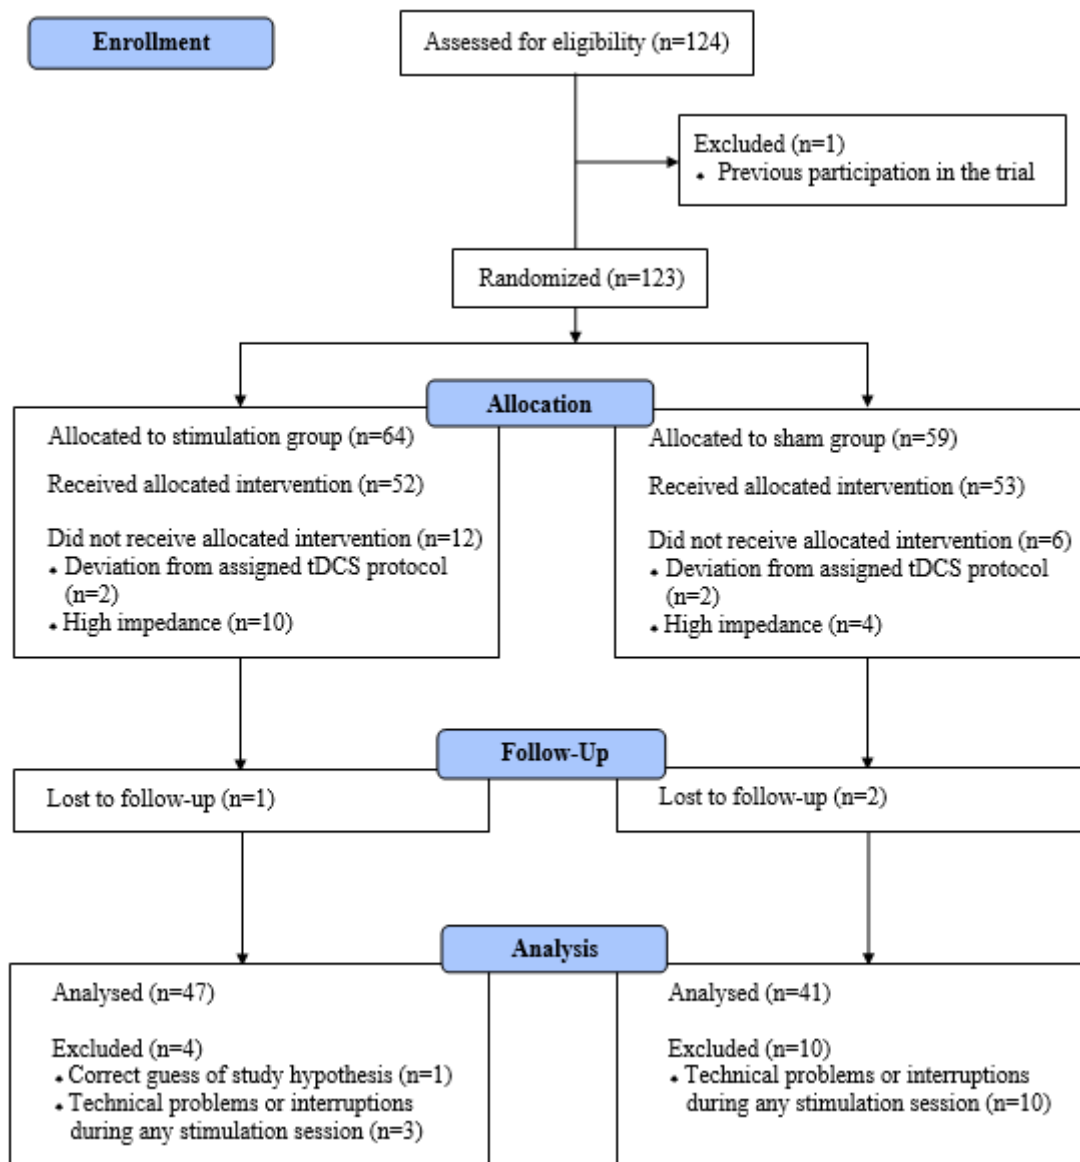 Enrollment
Assessed for eligibility (n=124)
Excluded (n=1)
Previous participation in the trial
Randomized (n=123)
Allocation
Allocated to stimulation group (n=64)
Received allocated intervention (n=52)
Did not receive allocated intervention (n=12)
Deviation from assigned tDCS protocol
(n=2)
High impedance (n=10)
Allocated to sham group (n=59)
Received allocated intervention (n=53)
Did not receive allocated intervention (n=6)
Deviation from assigned tDCS protocol
(n=2)
High impedance (n=4)
Follow-Up
Lost to follow-up (n=1)
Lost to follow-up (n=2)
Analysis
Analysed (n=47)
Excluded (n=4)
Correct guess of study hypothesis (n=1)
Technical problems or interruptions
during any stimulation session (n=3)
Analysed (n=41)
Excluded (n=10)
Technical problems or interruptions
during any stimulation session (n=10)